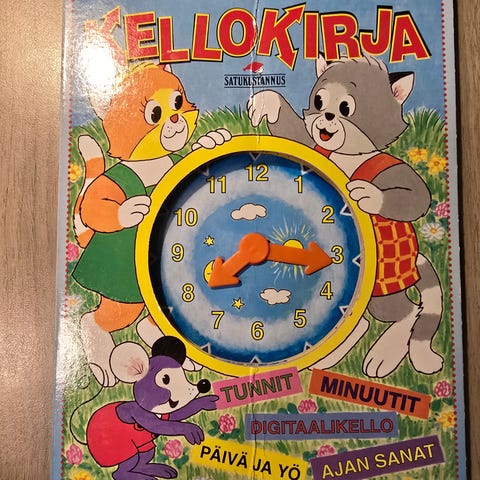 KELLOKIRJA
SATUKUSTANNUS
12
11 1
10 2
9 3
8 4
7 5
6
TUNNIT MINUUTIT
DIGITAALIKELLO
PÄIVÄ JA YÖ AJAN SANAT